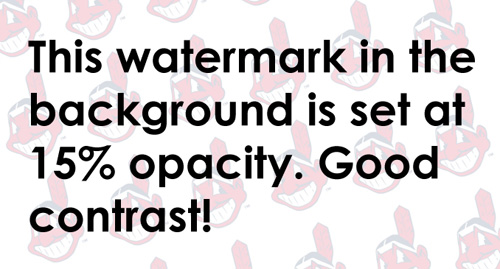 This watermark in the
background is set at
15% opacity. Good
contrast!